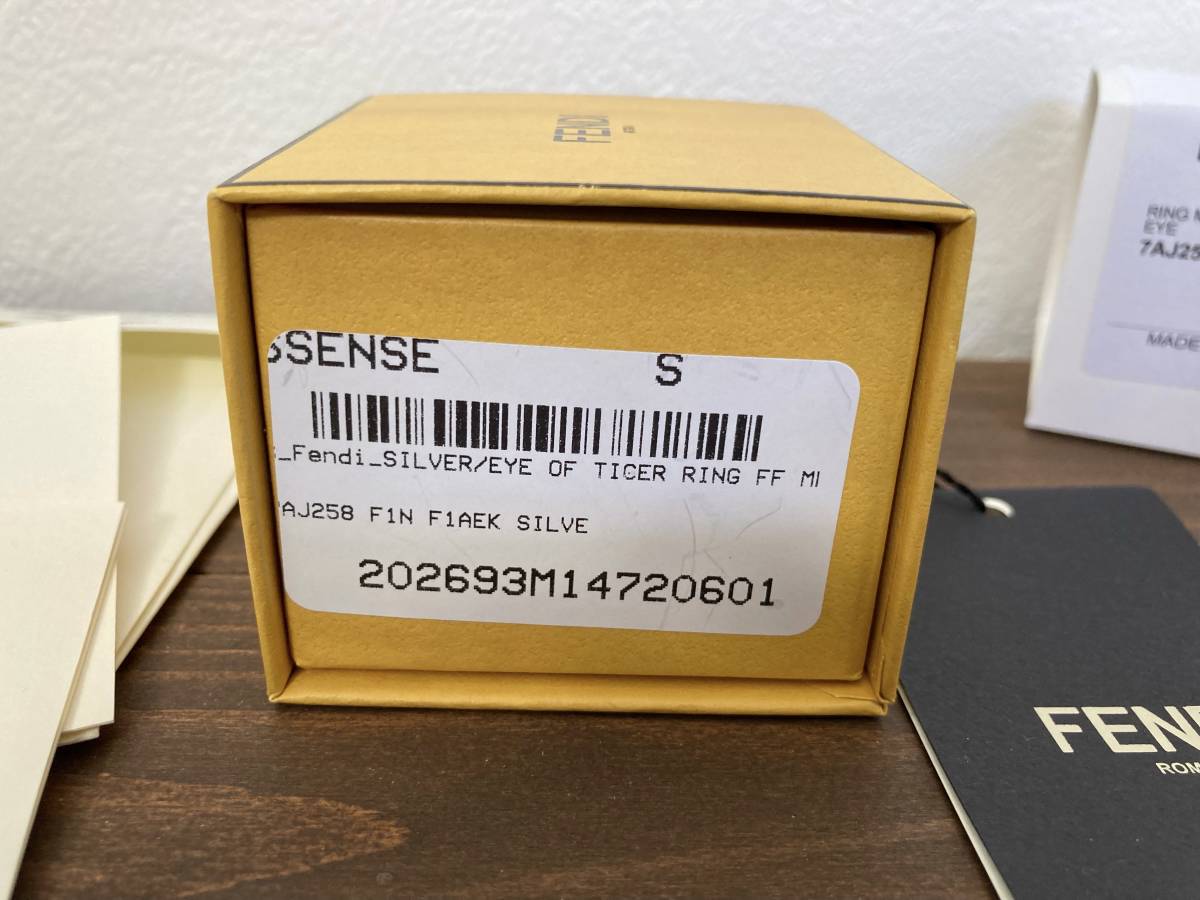 FENDI
SSENSE S
_Fendi_SILVER/EYE OF TIGER RING FF MI
AJ258 F1N F1AEK SILVE
202693M14720601
RING M
EYE
7AJ25
MADE
FEN
ROM